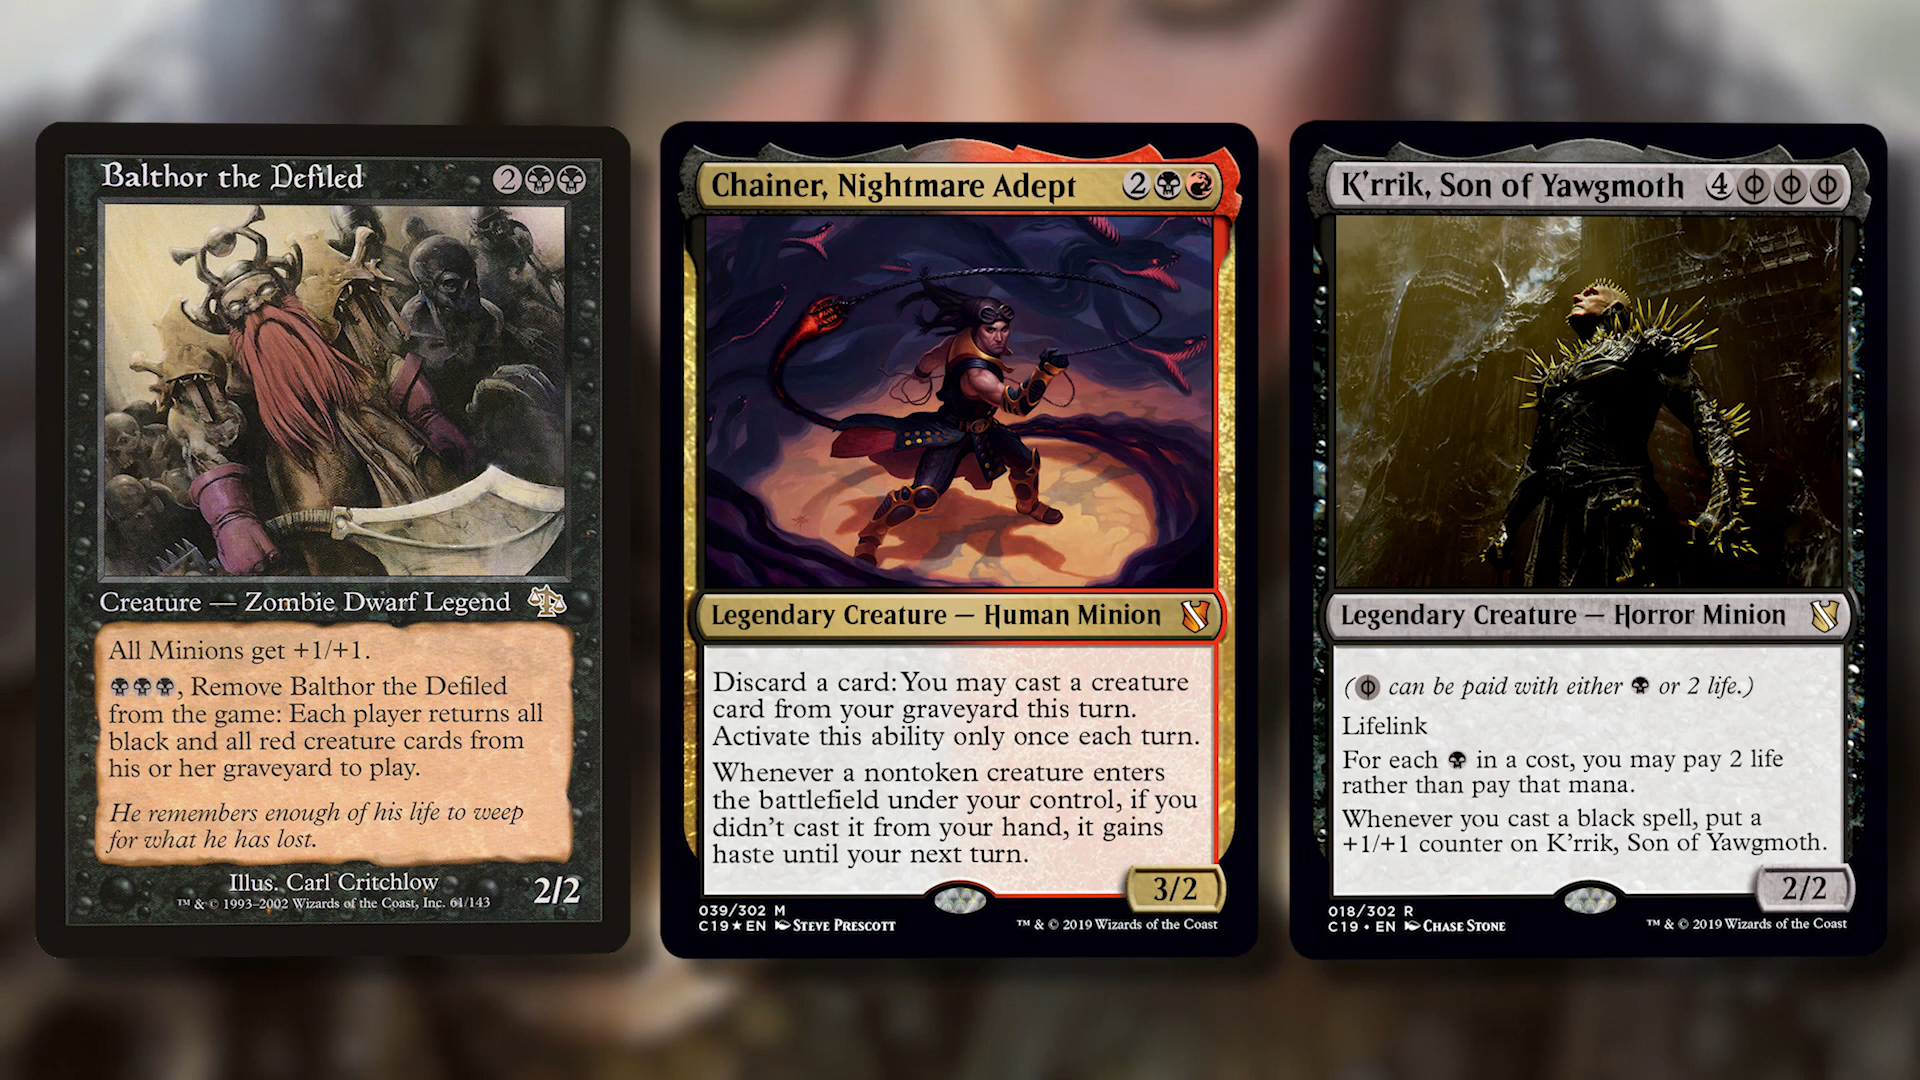 Balthor the Defiled 2
Creature — Zombie Dwarf Legend
All Minions get +1/+1.
, Remove Balthor the Defiled
from the game: Each player returns all
black and all red creature cards from
his or her graveyard to play.
He remembers enough of his life to weep
for what he has lost.
Illus. Carl Critchlow
™ & © 1993–2002 Wizards of the Coast, Inc. 61/143
2/2
Chainer, Nightmare Adept 2
Legendary Creature — Human Minion
Discard a card: You may cast a creature
card from your graveyard this turn.
Activate this ability only once each turn.
Whenever a nontoken creature enters
the battlefield under your control, if you
didn't cast it from your hand, it gains
haste until your next turn.
3/2
039/302 M
C19★EN STEVE PRESCOTT
™ & © 2019 Wizards of the Coast
K'rrik, Son of Yawgmoth 4
Legendary Creature — Horror Minion
( can be paid with either or 2 life.)
Lifelink
For each in a cost, you may pay 2 life
rather than pay that mana.
Whenever you cast a black spell, put a
+1/+1 counter on K'rrik, Son of Yawgmoth.
2/2
018/302 R
C19 • EN CHASE STONE
™ & © 2019 Wizards of the Coast